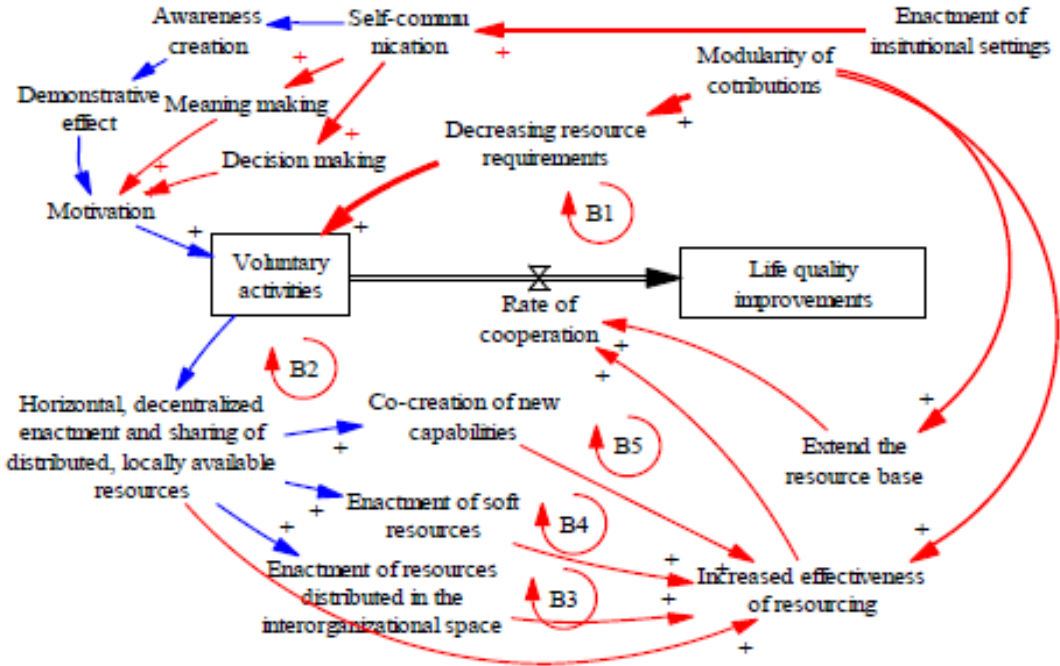 Awareness
creation
Self-commu
nication
Enactment of
insitutional settings
+
+
Modularity of
cotributions
Demonstrative
effect
Meaning making
+
Decreasing resource
requirements
+
Decision making
+
Motivation
B1
+
+
Voluntary
activities
Life quality
improvements
Rate of
cooperation
+
+
B2
Horizontal, decentralized
enactment and sharing of
distributed, locally available
resources
Co-creation of new
capabilities
+
B5
+
Extend the
resource base
Enactment of soft
resources
+
+
B4
+
Enactment of resources
distributed in the
interorganizational space
B3
+
+
+
Increased effectiveness
of resourcing
+